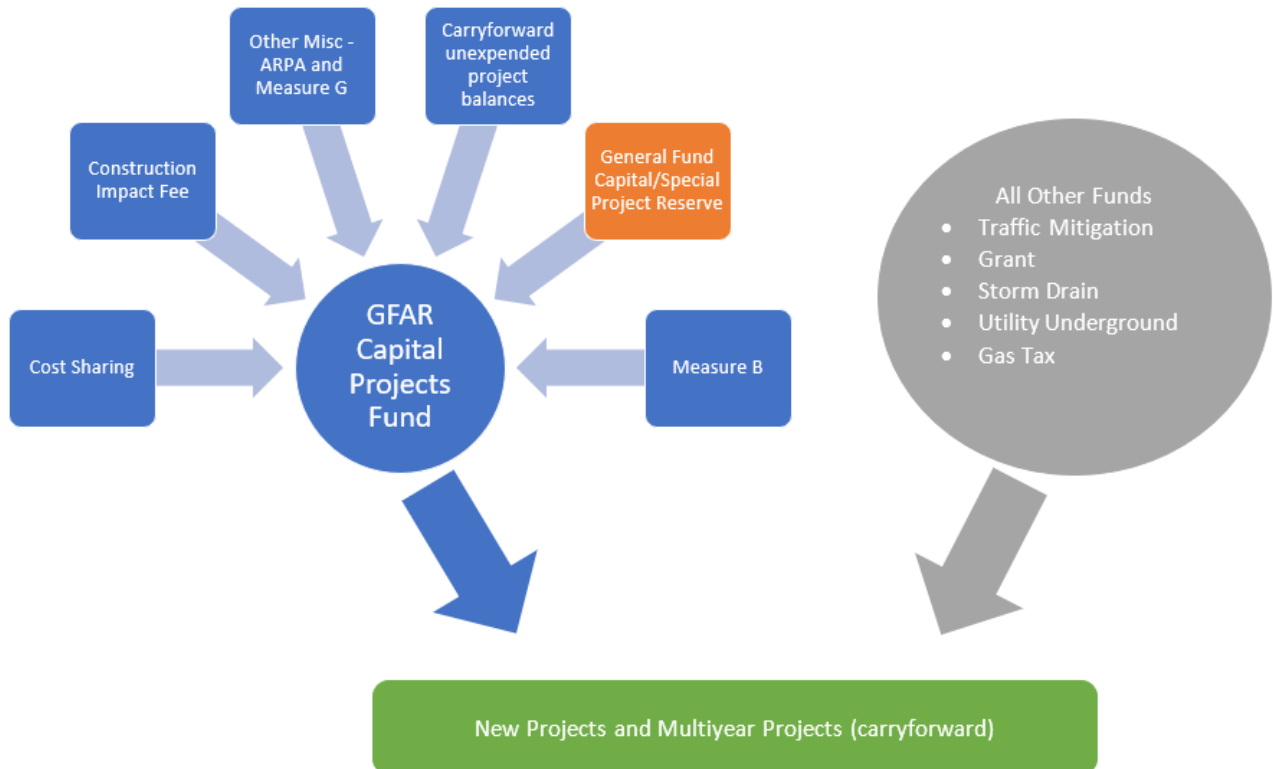 Other Misc -
ARPA and
Measure G
Carryforward
unexpended
project
balances
Construction
Impact Fee
General Fund
Capital/Special
Project Reserve
Cost Sharing
GFAR
Capital
Projects
Fund
Measure B
All Other Funds
• Traffic Mitigation
• Grant
• Storm Drain
• Utility Underground
• Gas Tax
New Projects and Multiyear Projects (carryforward)